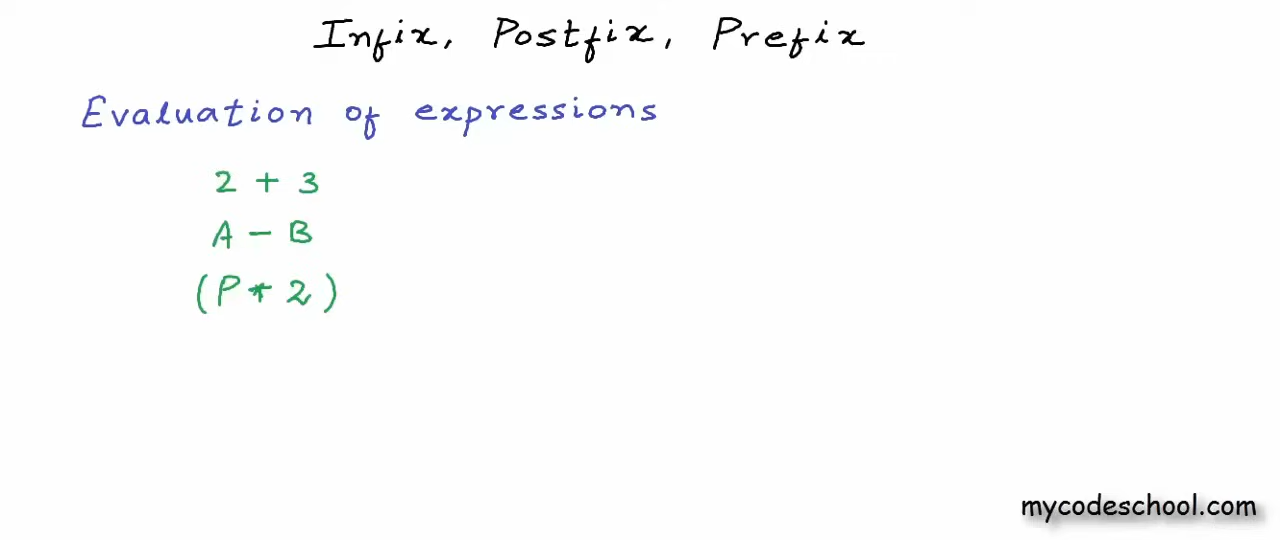 Infix, Postfix, Prefix
Evaluation of expressions
2 + 3
A - B
(P * 2)
mycodeschool.com